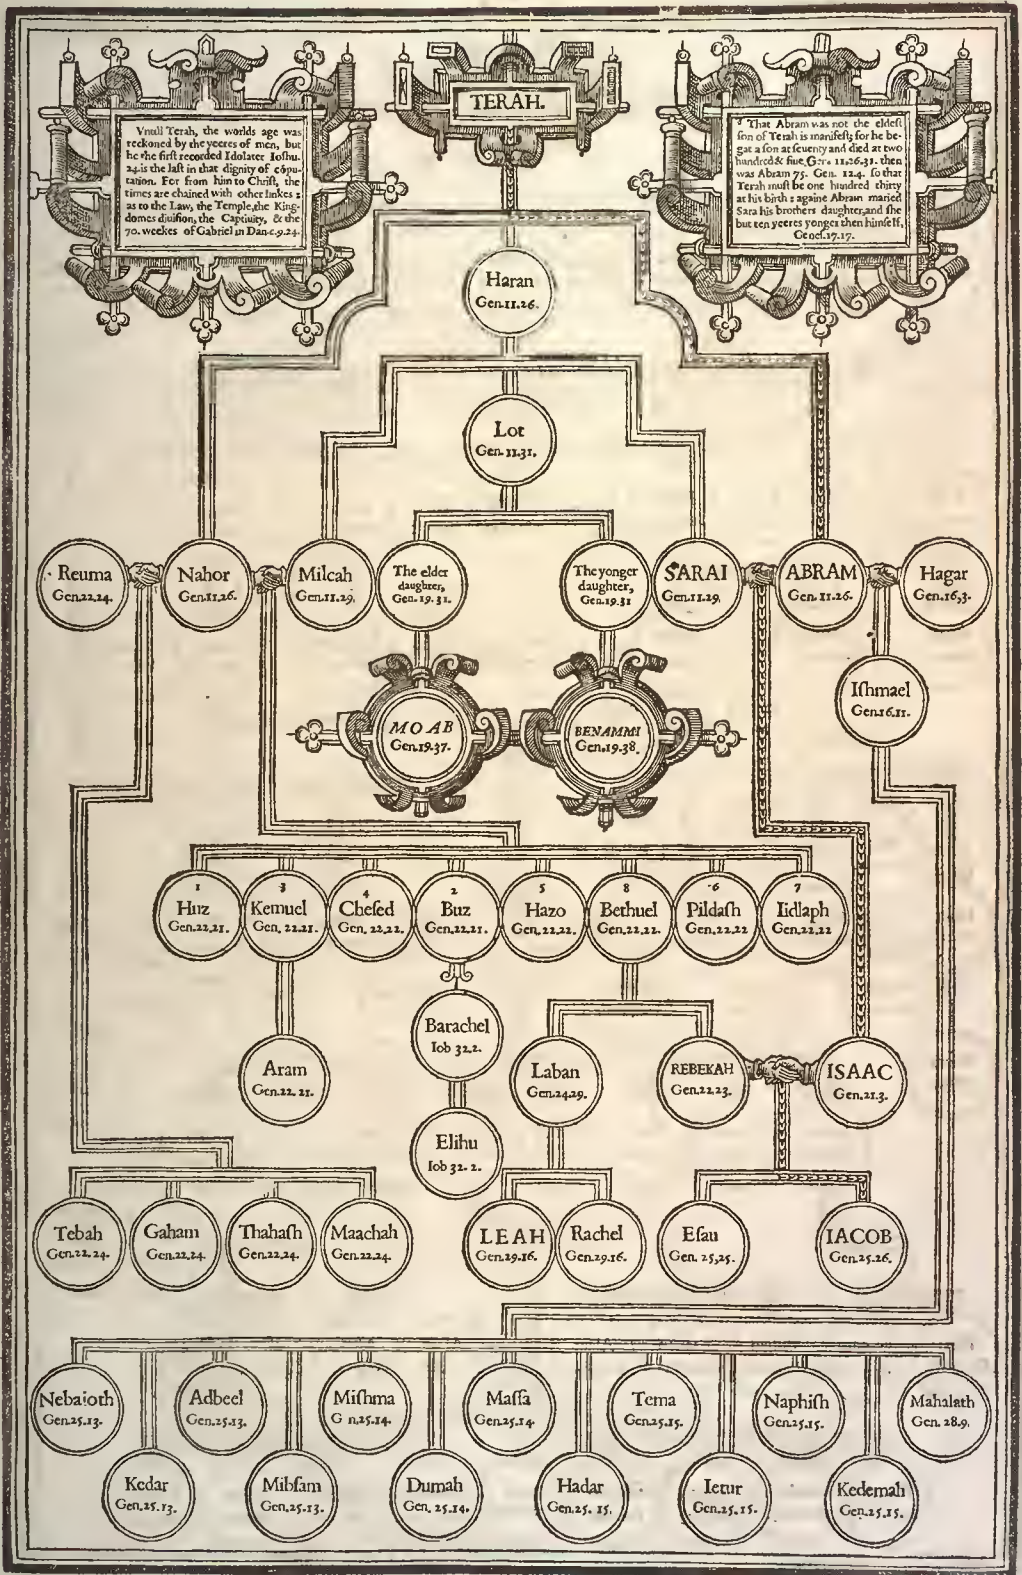 TERAH.
Vntill Terah, the worlds age was
reckoned by the yeeres of men, but
he the first recorded Idolater Ioshu.
24. is the last in that dignity of cōpu-
tation. For from him to Christ, the
times are chained with other linkes :
as to the Law, the Temple, the King-
domes diuision, the Captiuity, & the
70. weekes of Gabriel in Dan.c.9.24.
That Abram was not the eldest
son of Terah is manifest; for he be-
gat a son at seuenty and died at two
hundred & fiue, Gen. 11.26.31. then
was Abram 75. Gen. 12.4. so that
Terah must be one hundred thirty
at his birth : againe Abram maried
Sara his brothers daughter, and she
but ten yeeres yonger then himselfe,
Genes.17.17.
Haran
Gen.11.26.
Lot
Gen.11.31.
Reuma
Gen.22.24.
Nahor
Gen.11.26.
Milcah
Gen.11.29.
The elder
daughter,
Gen.19.31.
The yonger
daughter,
Gen.19.31
SARAI
Gen.11.29.
ABRAM
Gen.11.26.
Hagar
Gen.16,3.
Ishmael
Gen.16.11.
MOAB
Gen.19.37.
BENAMMI
Gen.19.38.
1
Huz
Gen.22.21.
3
Kemuel
Gen.22.21.
4
Chesed
Gen.22.22.
2
Buz
Gen.22.21.
5
Hazo
Gen.22.22.
8
Bethuel
Gen.22.22.
6
Pildash
Gen.22.22
7
Iidlaph
Gen.22.22
Aram
Gen.22.21.
Barachel
Iob 32.2.
Elihu
Iob 32.2.
Laban
Gen.24.29.
REBEKAH
Gen.22.23.
ISAAC
Gen.21.3.
Tebah
Gen.22.24.
Gaham
Gen.22.24.
Thahash
Gen.22.24.
Maachah
Gen.22.24
LEAH
Gen.29.16.
Rachel
Gen.29.16.
Esau
Gen. 25,25.
IACOB
Gen.25.26.
Nebaioth
Gen.25.13.
Adbeel
Gen.25.13.
Mishma
G n.25.14.
Massa
Gen.25.14.
Tema
Gen.25.15.
Naphish
Gen.25.15.
Mahalath
Gen. 28.9.
Kedar
Gen.25.13.
Mibsam
Gen.25.13.
Dumah
Gen. 25.14.
Hadar
Gen.25.15.
Ietur
Gen.25.15.
Kedemah
Gen.25.15.